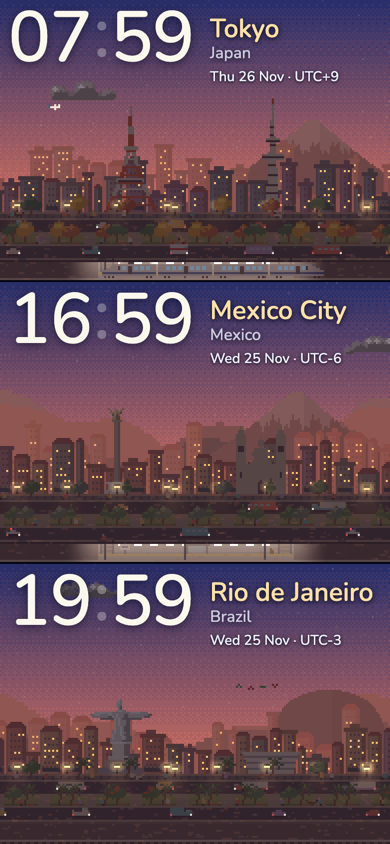 07:59
Tokyo
Japan
Thu 26 Nov · UTC+9
16:59
Mexico City
Mexico
Wed 25 Nov · UTC-6
19:59
Rio de Janeiro
Brazil
Wed 25 Nov · UTC-3